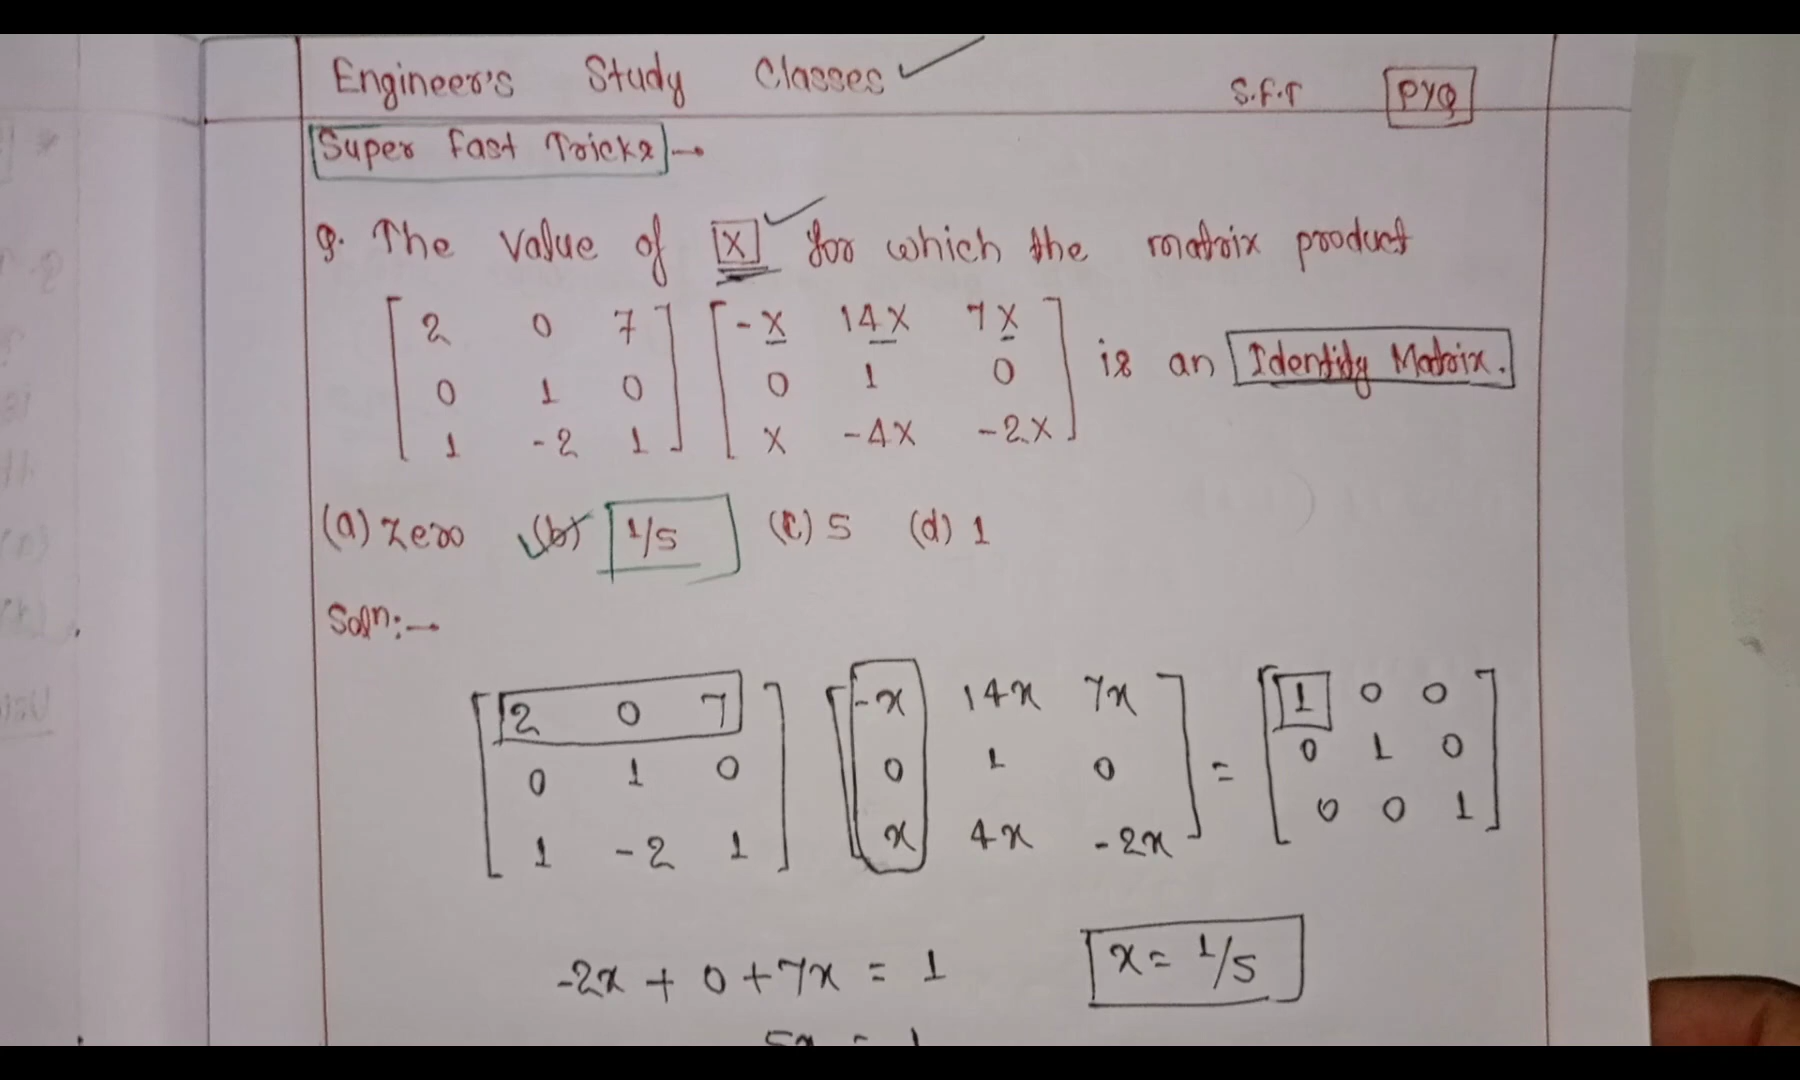 Engineer's Study Classes S.F.T PYQ
Super Fast Tricks
Q. The value of x for which the matrix product
[2 0 7] [-x 14x 7x]
[0 1 0] [0 1 0] is an Identity Matrix.
[1 -2 1] [x -4x -2x]
(a) Zero (b) 1/5 (c) 5 (d) 1
Soln:-
[2 0 7] [-x 14x 7x] [1 0 0]
[0 1 0] [0 1 0] = [0 1 0]
[1 -2 1] [x 4x -2x] [0 0 1]
-2x + 0 + 7x = 1 x = 1/5
5x = 1